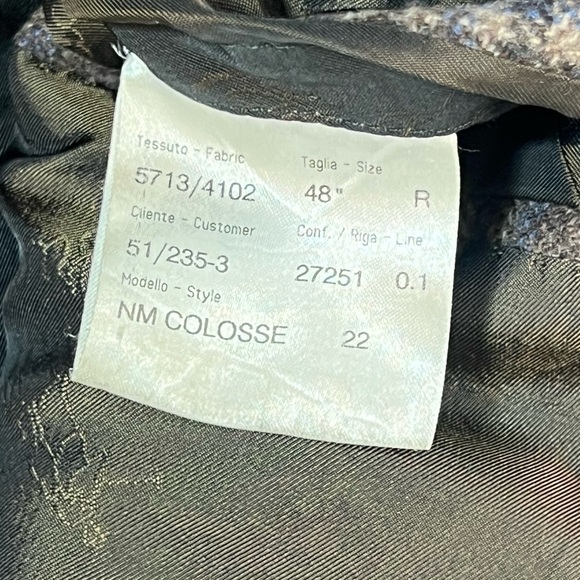 Tessuto - Fabric Taglia - Size
5713/4102 48" R
Cliente - Customer Conf. / Riga - Line
51/235-3 27251 0.1
Modello - Style
NM COLOSSE 22